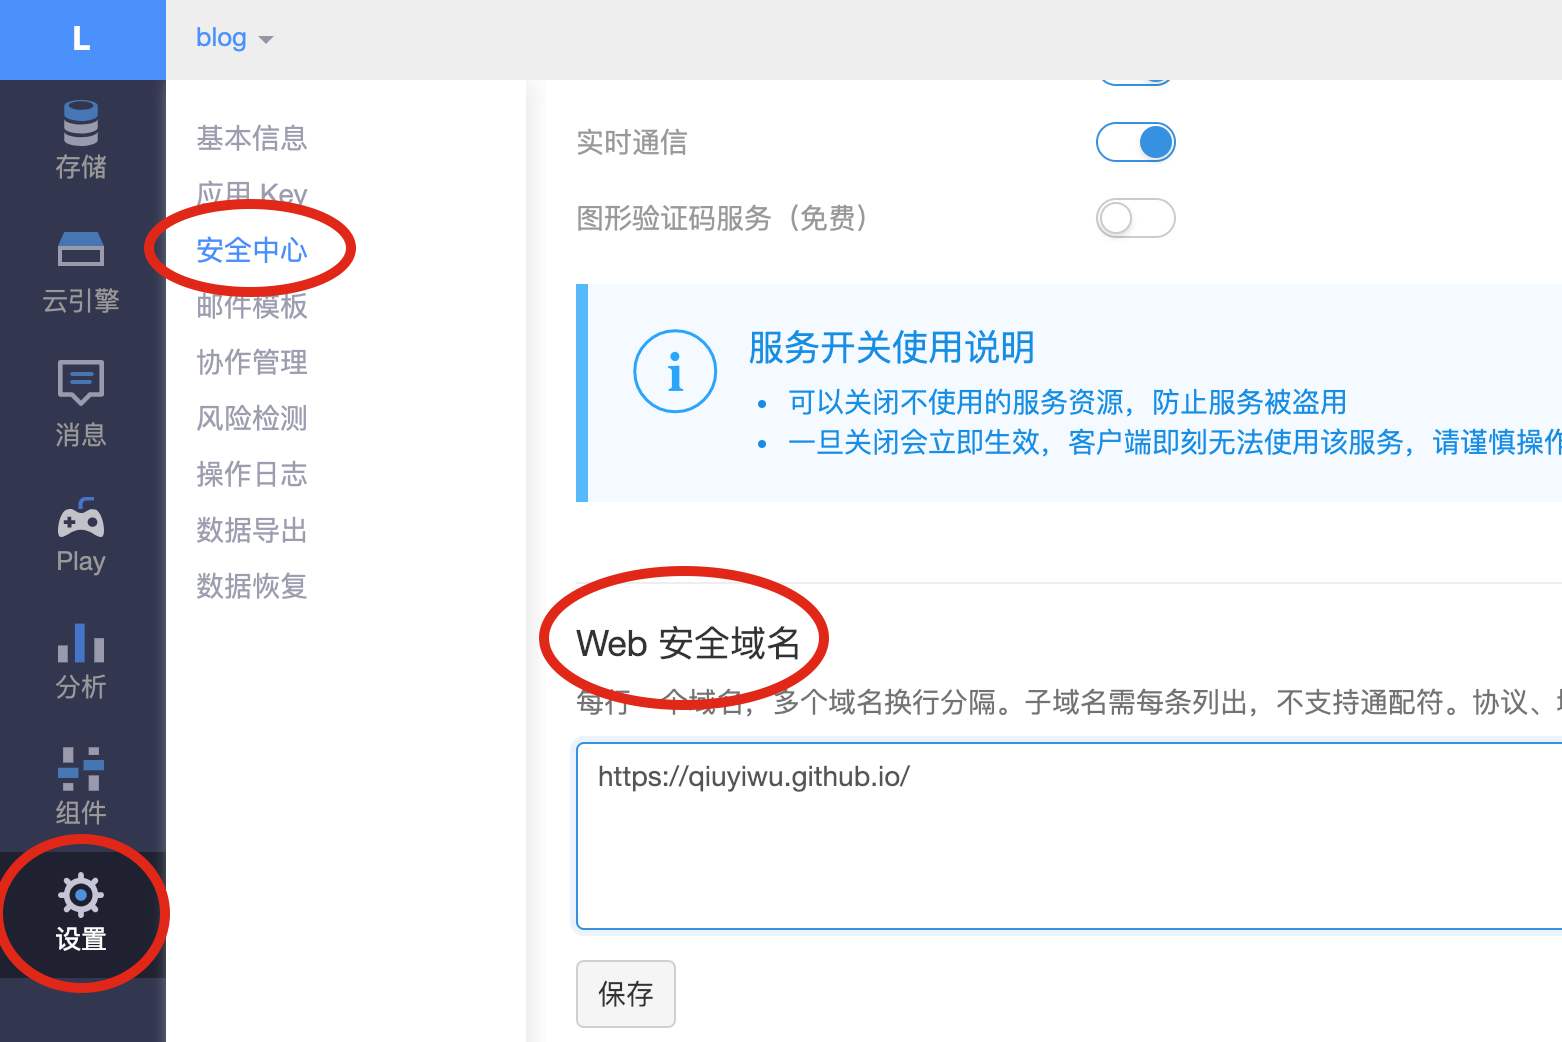 L
blog
存储
云引擎
消息
Play
分析
组件
设置
基本信息
应用 Key
安全中心
邮件模板
协作管理
风险检测
操作日志
数据导出
数据恢复
实时通信
图形验证码服务（免费）
服务开关使用说明
• 可以关闭不使用的服务资源，防止服务被盗用
• 一旦关闭会立即生效，客户端即刻无法使用该服务，请谨慎操作
Web 安全域名
每行一个域名，多个域名换行分隔。子域名需每条列出，不支持通配符。协议、
https://qiuyiwu.github.io/
保存